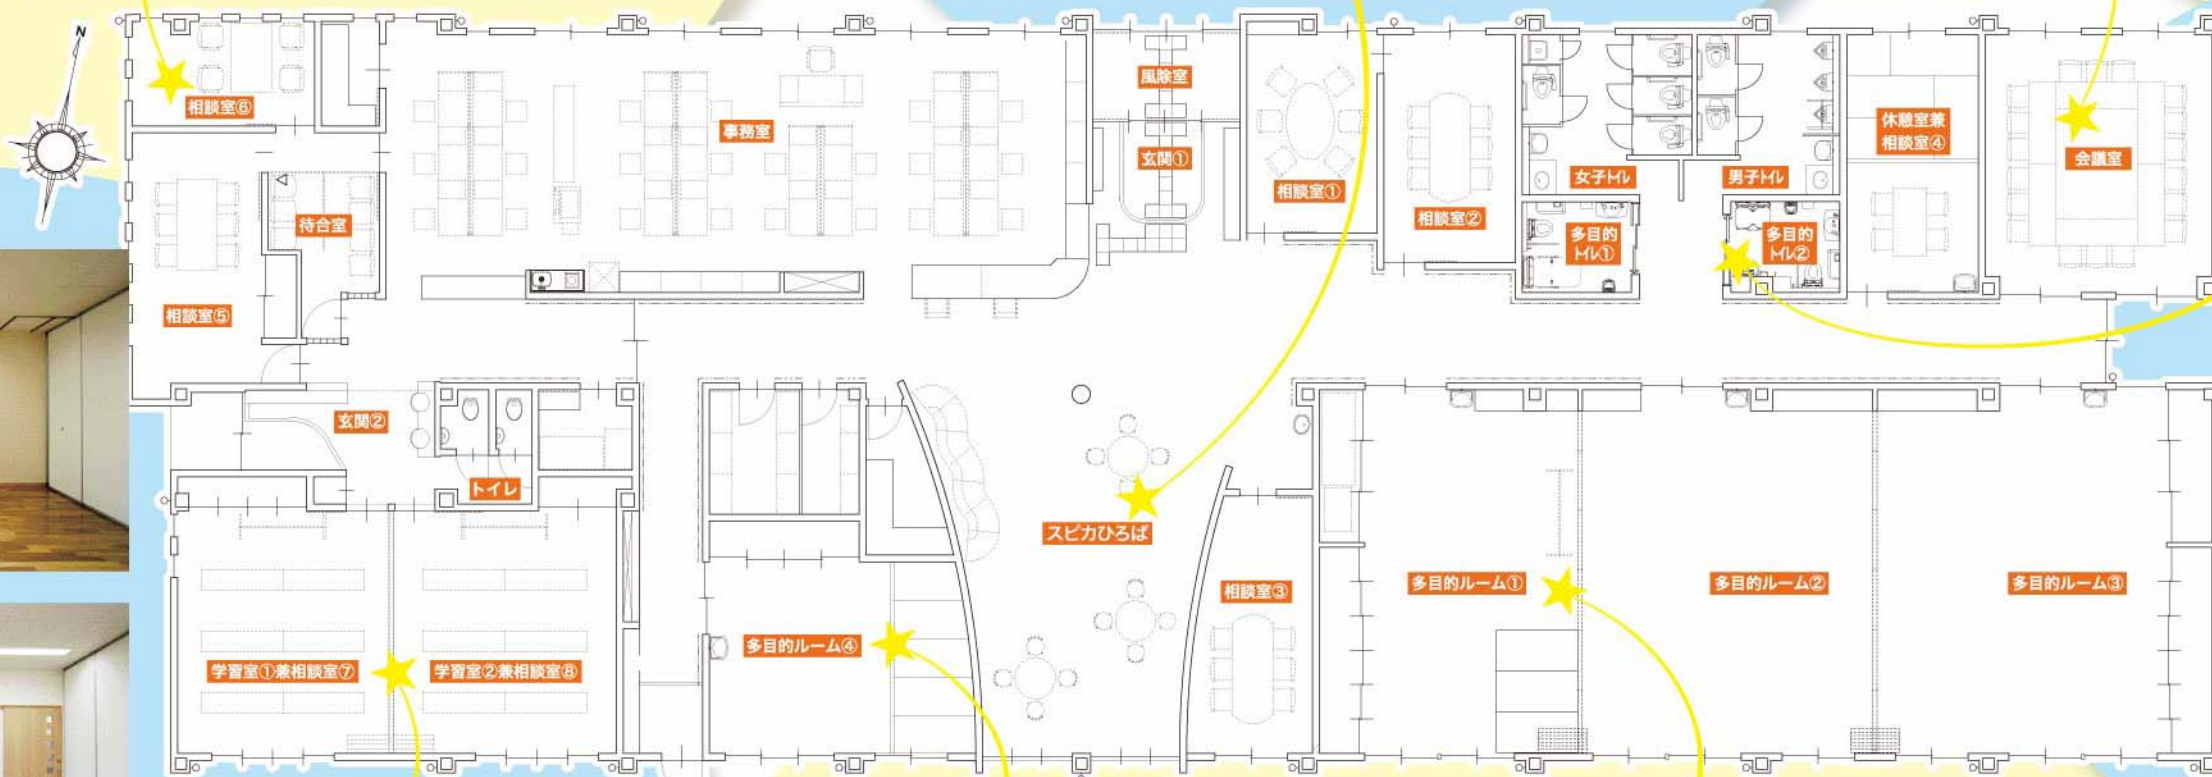 N
相談室⑥
事務室
風除室
玄関①
相談室①
相談室②
女子トイレ
男子トイレ
休憩室兼
相談室④
会議室
待合室
多目的
トイレ①
多目的
トイレ②
相談室⑤
玄関②
トイレ
スピカひろば
相談室③
多目的ルーム①
多目的ルーム②
多目的ルーム③
多目的ルーム④
学習室①兼相談室⑦
学習室②兼相談室⑧